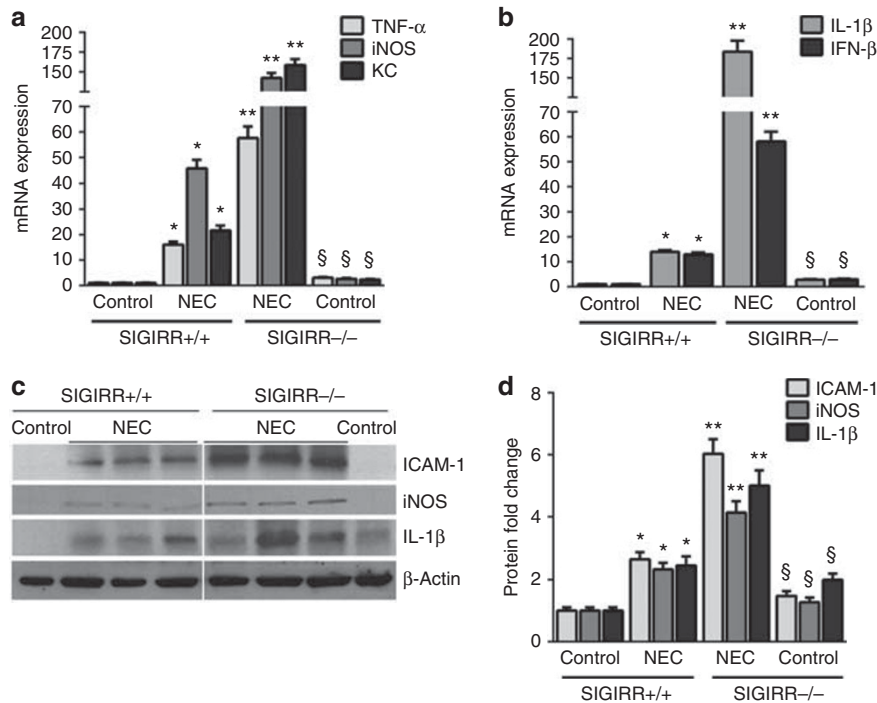 a
TNF-α
iNOS
KC
mRNA expression
200
175
150
70
60
50
40
30
20
10
0
*
*
*
**
**
**
§ § §
Control NEC NEC Control
SIGIRR+/+ SIGIRR–/–
b
IL-1β
IFN-β
mRNA expression
200
175
150
70
60
50
40
30
20
10
0
* *
**
**
§ §
Control NEC NEC Control
SIGIRR+/+ SIGIRR–/–
c
SIGIRR+/+ SIGIRR–/–
Control NEC NEC Control
ICAM-1
iNOS
IL-1β
β-Actin
d
ICAM-1
iNOS
IL-1β
Protein fold change
8
6
4
2
0
* * *
**
**
**
§ § §
Control NEC NEC Control
SIGIRR+/+ SIGIRR–/–